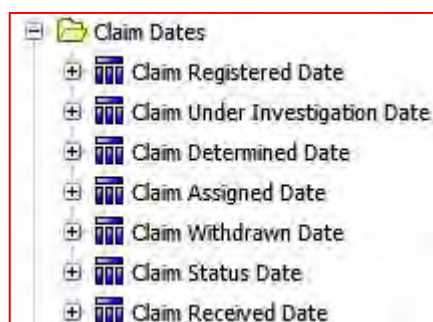 Claim Dates
Claim Registered Date
Claim Under Investigation Date
Claim Determined Date
Claim Assigned Date
Claim Withdrawn Date
Claim Status Date
Claim Received Date